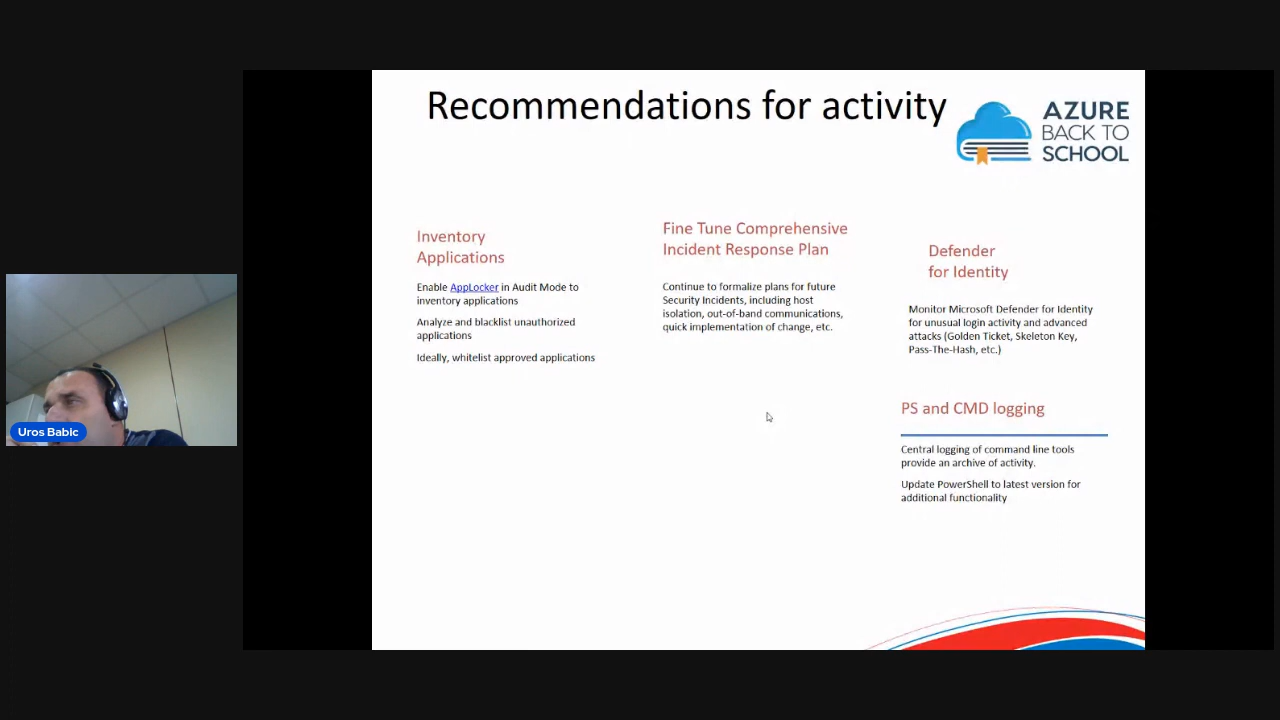 Recommendations for activity
AZURE
BACK TO
SCHOOL
Inventory
Applications
Enable AppLocker in Audit Mode to
inventory applications
Analyze and blacklist unauthorized
applications
Ideally, whitelist approved applications
Fine Tune Comprehensive
Incident Response Plan
Continue to formalize plans for future
Security Incidents, including host
isolation, out-of-band communications,
quick implementation of change, etc.
Defender
for Identity
Monitor Microsoft Defender for Identity
for unusual login activity and advanced
attacks (Golden Ticket, Skeleton Key,
Pass-The-Hash, etc.)
PS and CMD logging
Central logging of command line tools
provide an archive of activity.
Update PowerShell to latest version for
additional functionality
Uros Babic